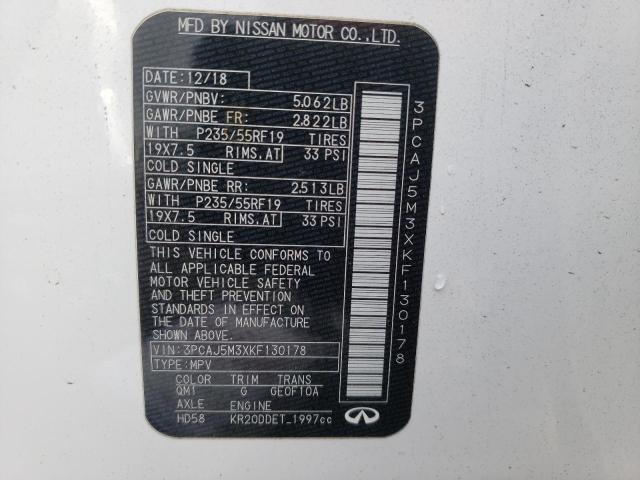 MFD BY NISSAN MOTOR CO.,LTD.
DATE: 12/18
GVWR/PNBV: 5.062LB
GAWR/PNBE FR: 2.822LB
WITH P235/55RF19 TIRES
19X7.5 RIMS.AT 33 PSI
COLD SINGLE
GAWR/PNBE RR: 2.513LB
WITH P235/55RF19 TIRES
19X7.5 RIMS.AT 33 PSI
COLD SINGLE
THIS VEHICLE CONFORMS TO
ALL APPLICABLE FEDERAL
MOTOR VEHICLE SAFETY
AND THEFT PREVENTION
STANDARDS IN EFFECT ON
THE DATE OF MANUFACTURE
SHOWN ABOVE.
VIN: 3PCAJ5M3XKF130178
TYPE: MPV
COLOR TRIM TRANS
QM1 G GE0F10A
AXLE ENGINE
HD58 KR20DDET_1997cc
3PCAJ5M3XKF130178